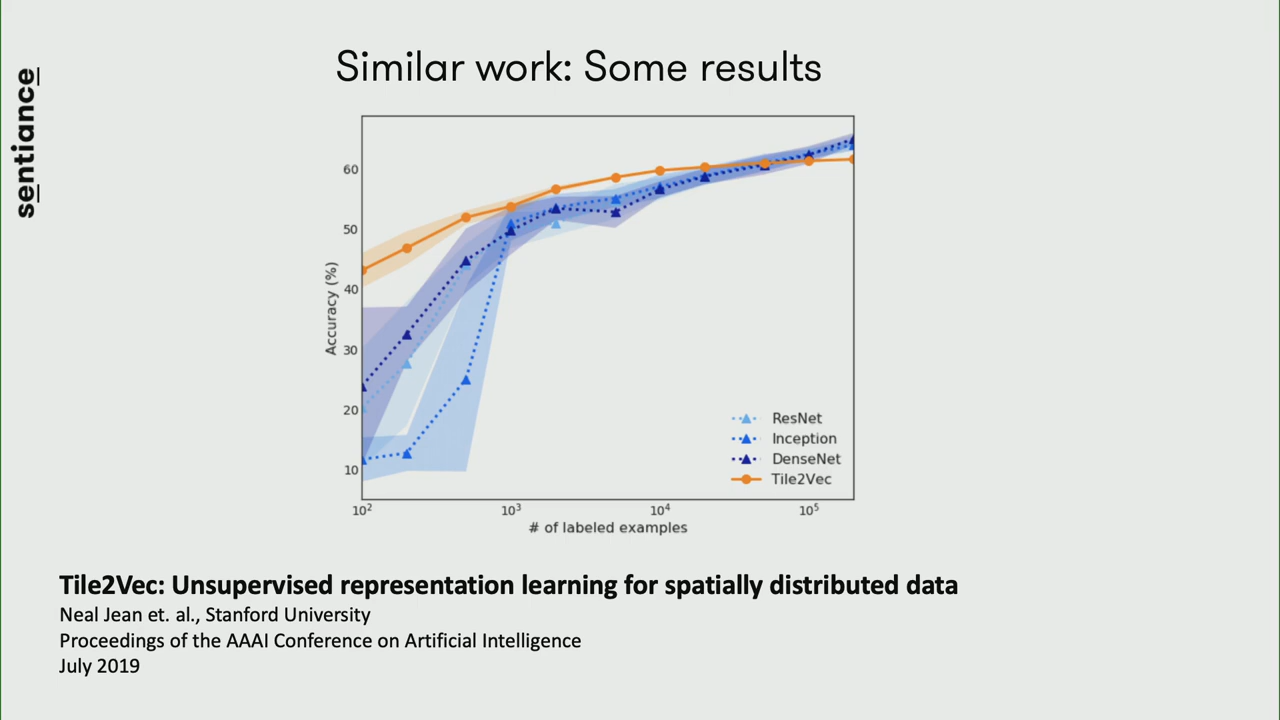 Similar work: Some results
sentiance
60
50
40
30
20
10
Accuracy (%)
10²
10³
10⁴
10⁵
# of labeled examples
ResNet
Inception
DenseNet
Tile2Vec
Tile2Vec: Unsupervised representation learning for spatially distributed data
Neal Jean et. al., Stanford University
Proceedings of the AAAI Conference on Artificial Intelligence
July 2019